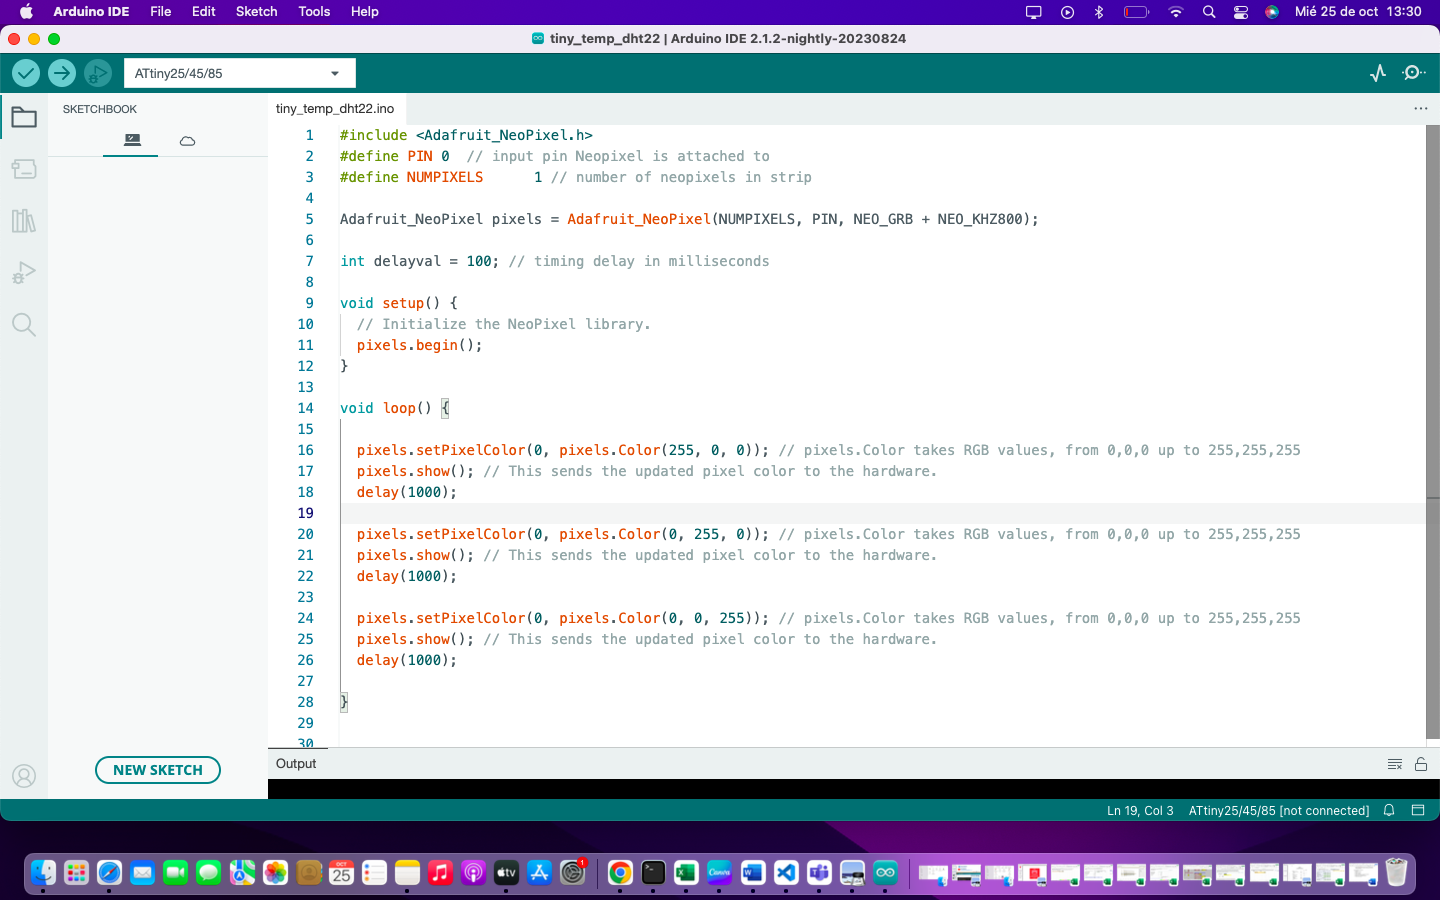 Arduino IDE File Edit Sketch Tools Help Mié 25 de oct 13:30
tiny_temp_dht22 | Arduino IDE 2.1.2-nightly-20230824
ATtiny25/45/85
SKETCHBOOK
tiny_temp_dht22.ino
1 #include <Adafruit_NeoPixel.h>
2 #define PIN 0 // input pin Neopixel is attached to
3 #define NUMPIXELS 1 // number of neopixels in strip
4
5 Adafruit_NeoPixel pixels = Adafruit_NeoPixel(NUMPIXELS, PIN, NEO_GRB + NEO_KHZ800);
6
7 int delayval = 100; // timing delay in milliseconds
8
9 void setup() {
10 // Initialize the NeoPixel library.
11 pixels.begin();
12 }
13
14 void loop() {
15
16 pixels.setPixelColor(0, pixels.Color(255, 0, 0)); // pixels.Color takes RGB values, from 0,0,0 up to 255,255,255
17 pixels.show(); // This sends the updated pixel color to the hardware.
18 delay(1000);
19
20 pixels.setPixelColor(0, pixels.Color(0, 255, 0)); // pixels.Color takes RGB values, from 0,0,0 up to 255,255,255
21 pixels.show(); // This sends the updated pixel color to the hardware.
22 delay(1000);
23
24 pixels.setPixelColor(0, pixels.Color(0, 0, 255)); // pixels.Color takes RGB values, from 0,0,0 up to 255,255,255
25 pixels.show(); // This sends the updated pixel color to the hardware.
26 delay(1000);
27
28 }
29
30
NEW SKETCH
Output
Ln 19, Col 3 ATtiny25/45/85 [not connected]
OCT
25
tv
1
Canva